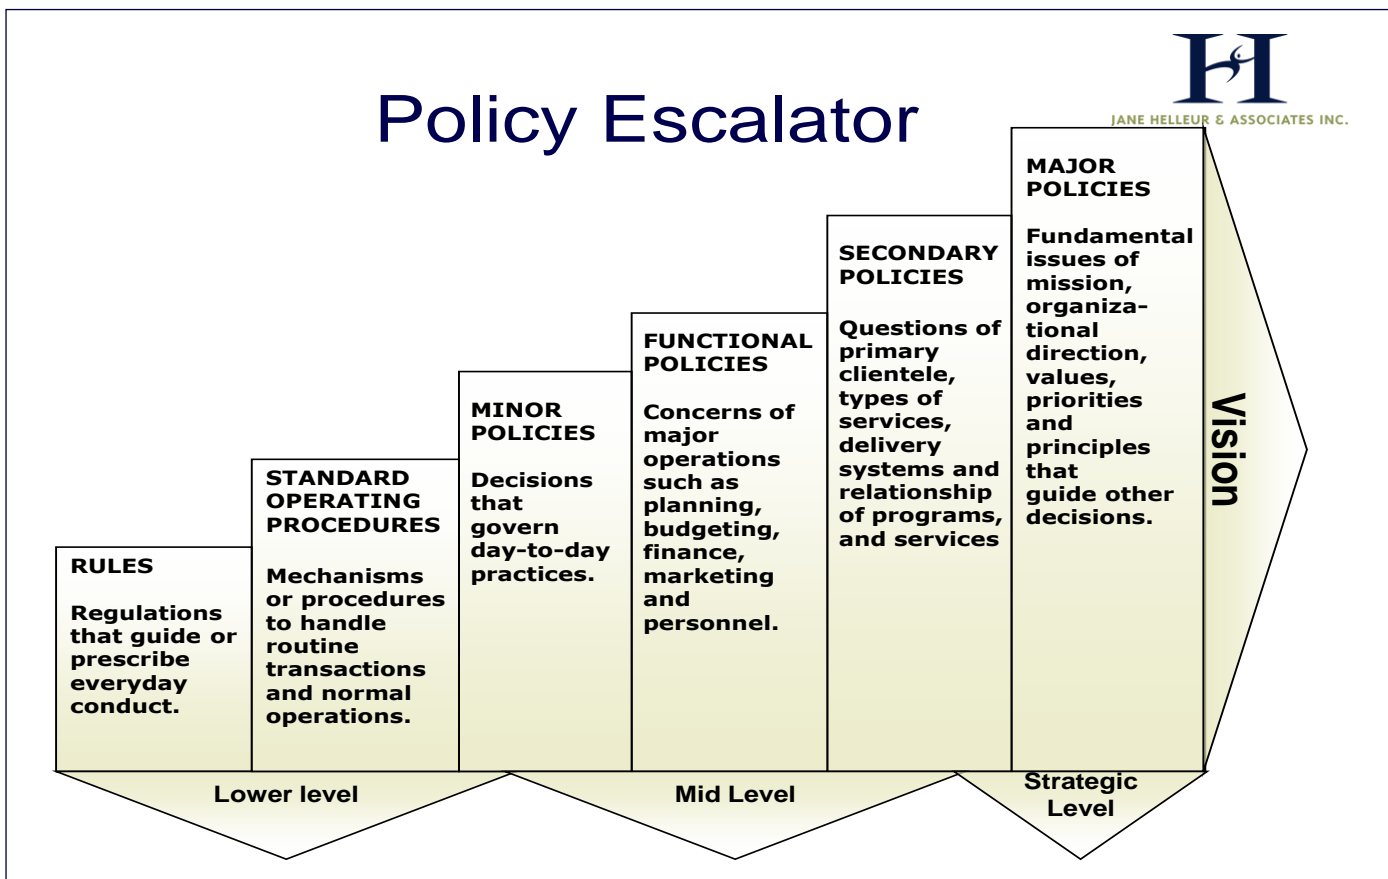 Policy Escalator
H
JANE HELLEUR & ASSOCIATES INC.
RULES
Regulations
that guide or
prescribe
everyday
conduct.
STANDARD
OPERATING
PROCEDURES
Mechanisms
or procedures
to handle
routine
transactions
and normal
operations.
MINOR
POLICIES
Decisions
that
govern
day-to-day
practices.
FUNCTIONAL
POLICIES
Concerns of
major
operations
such as
planning,
budgeting,
finance,
marketing
and
personnel.
SECONDARY
POLICIES
Questions of
primary
clientele,
types of
services,
delivery
systems and
relationship
of programs,
and services
MAJOR
POLICIES
Fundamental
issues of
mission,
organiza-
tional
direction,
values,
priorities
and
principles
that
guide other
decisions.
Vision
Lower level
Mid Level
Strategic
Level